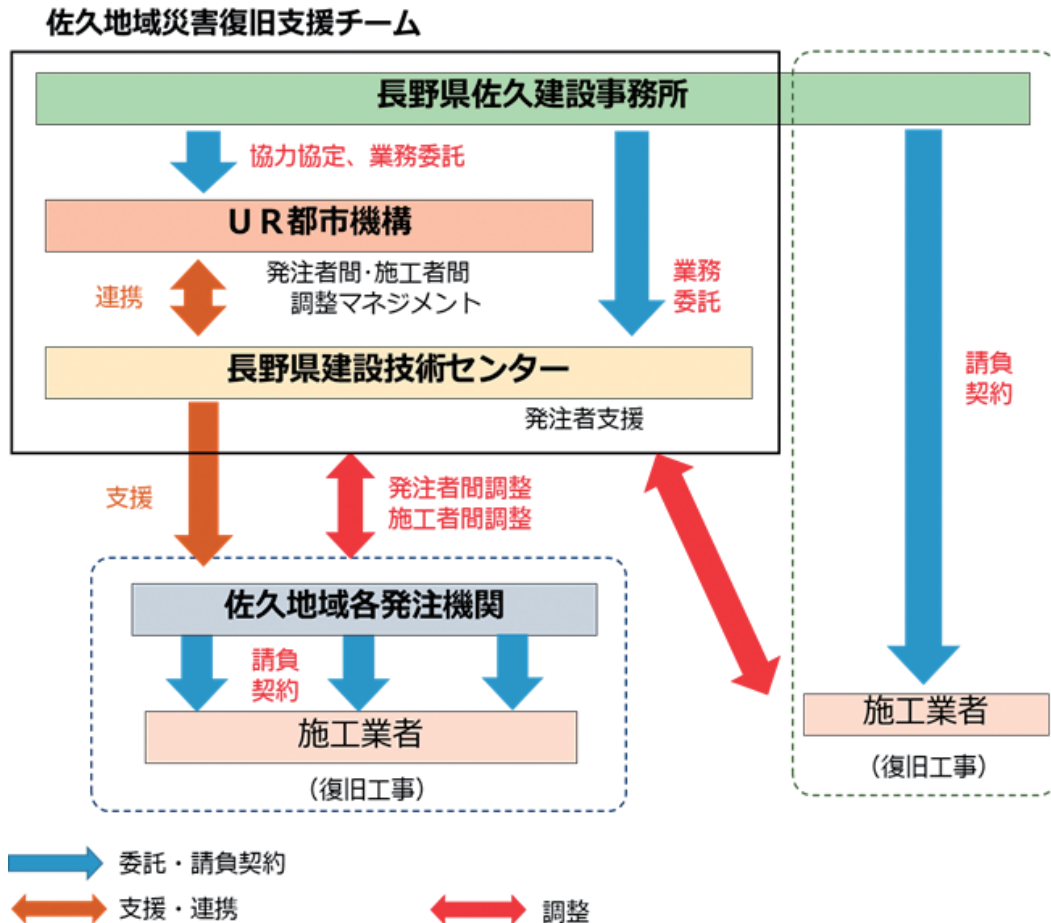 佐久地域災害復旧支援チーム
長野県佐久建設事務所
協力協定、業務委託
UR都市機構
発注者間・施工者間
調整マネジメント
連携
業務
委託
長野県建設技術センター
発注者支援
請負
契約
支援
発注者間調整
施工者間調整
佐久地域各発注機関
請負
契約
施工業者
(復旧工事)
施工業者
(復旧工事)
委託・請負契約
支援・連携
調整